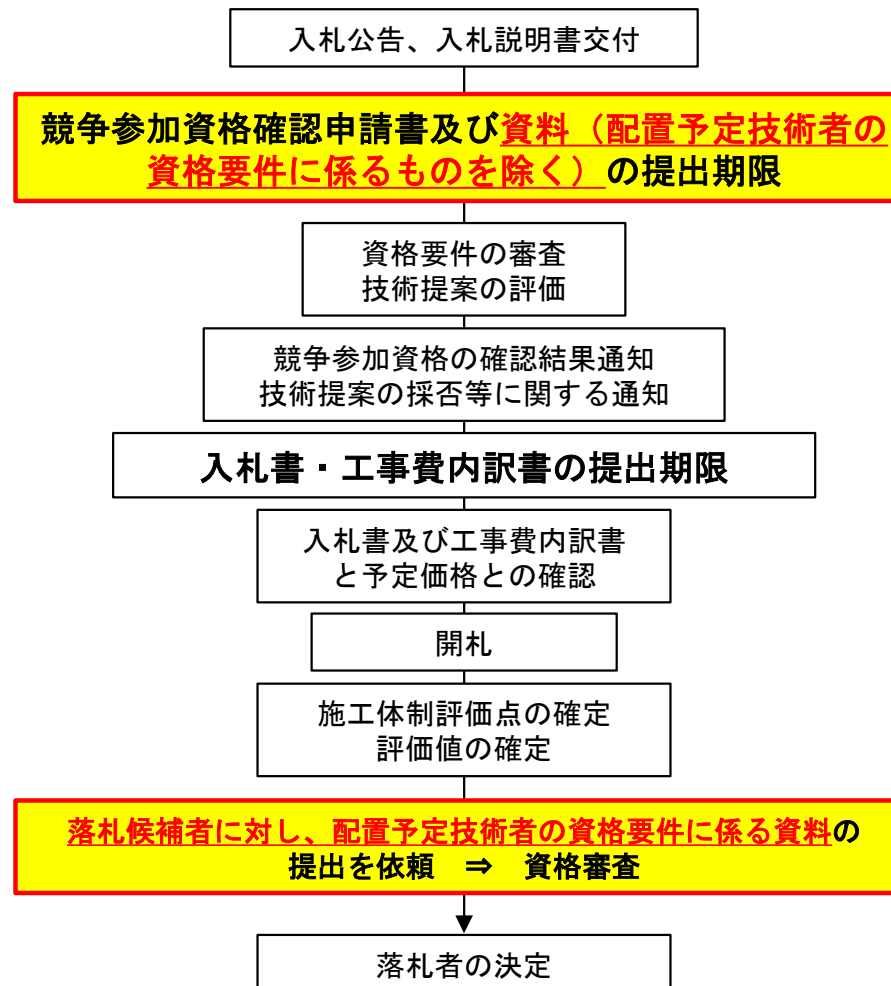 入札公告、入札説明書交付
競争参加資格確認申請書及び資料（配置予定技術者の
資格要件に係るものを除く）の提出期限
資格要件の審査
技術提案の評価
競争参加資格の確認結果通知
技術提案の採否等に関する通知
入札書・工事費内訳書の提出期限
入札書及び工事費内訳書
と予定価格との確認
開札
施工体制評価点の確定
評価値の確定
落札候補者に対し、配置予定技術者の資格要件に係る資料の
提出を依頼　⇒　資格審査
落札者の決定